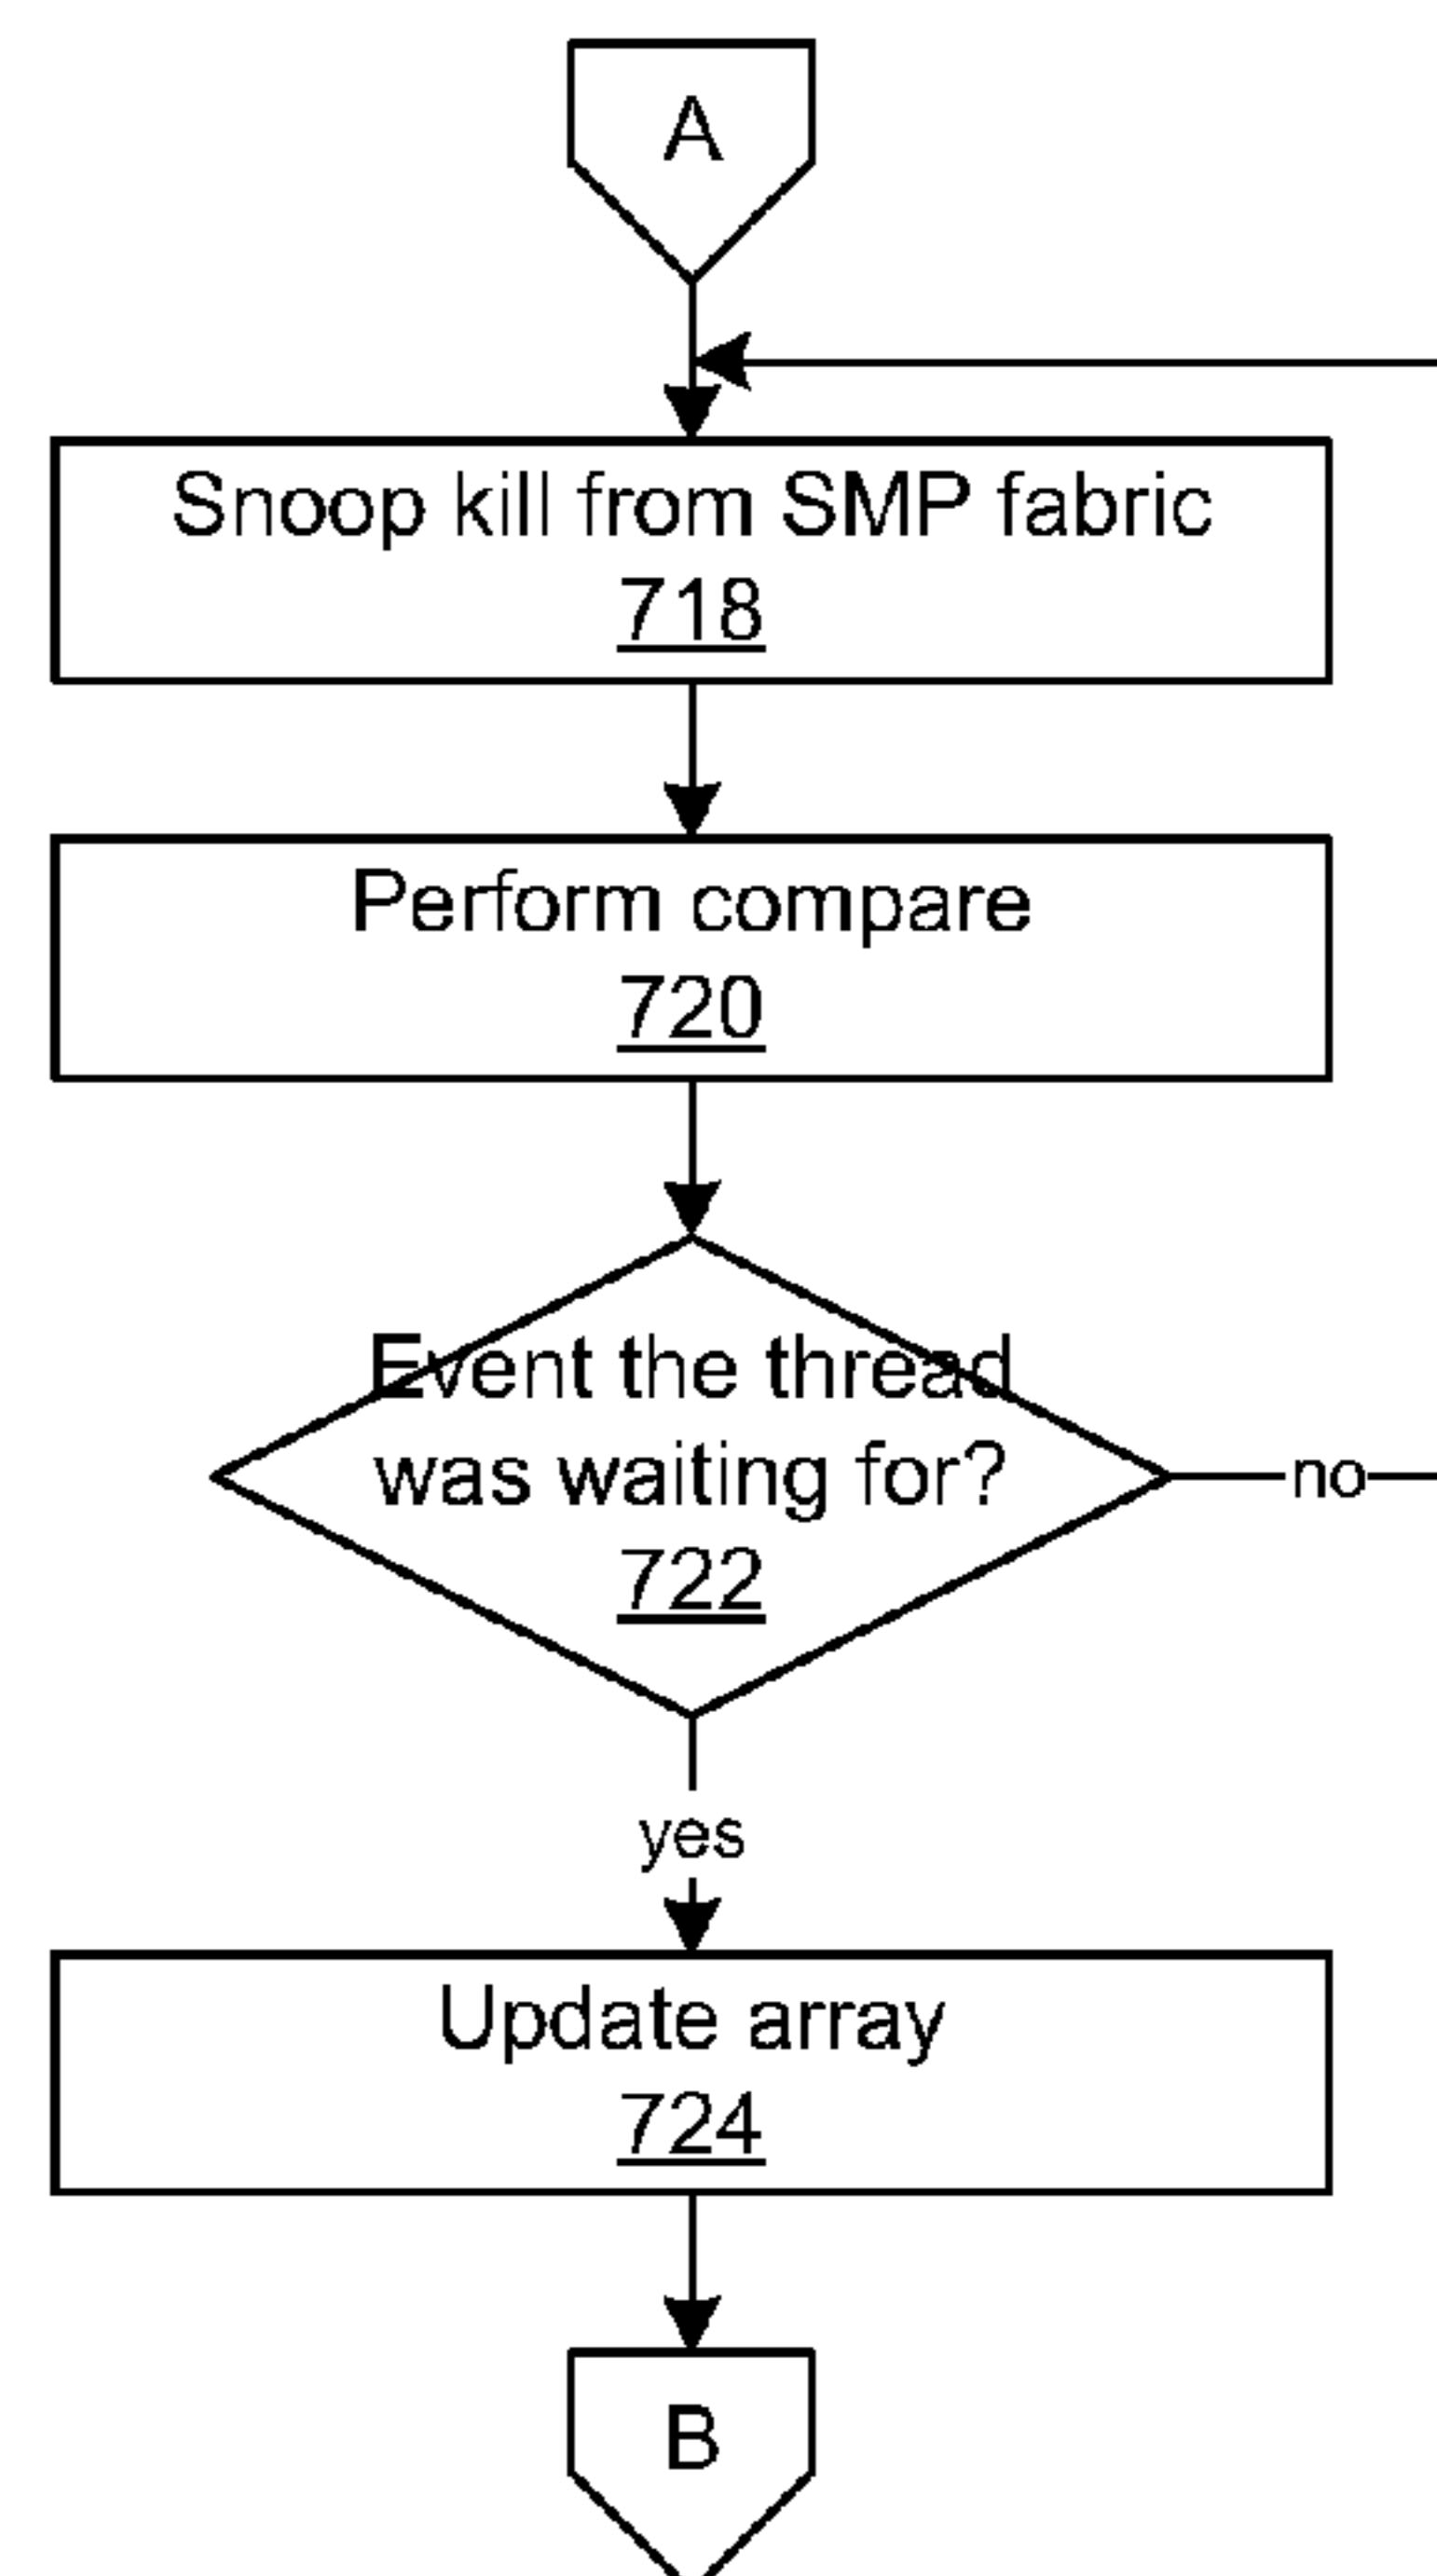 A
Snoop kill from SMP fabric
718
Perform compare
720
Event the thread
was waiting for?
722
no
yes
Update array
724
B